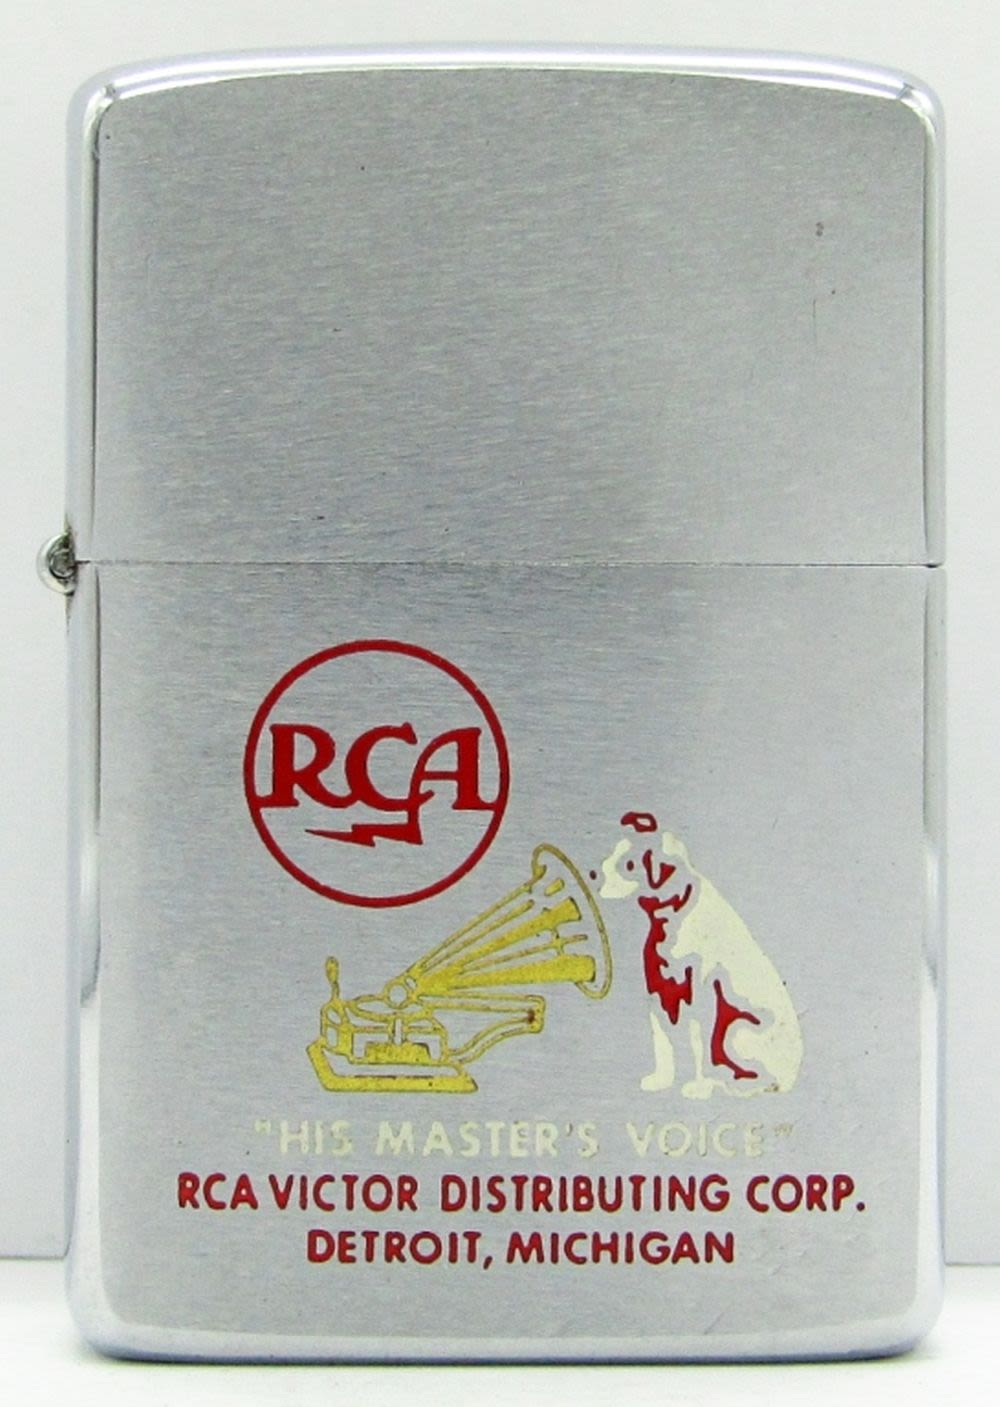 RCA
"HIS MASTER'S VOICE"
RCA VICTOR DISTRIBUTING CORP.
DETROIT, MICHIGAN